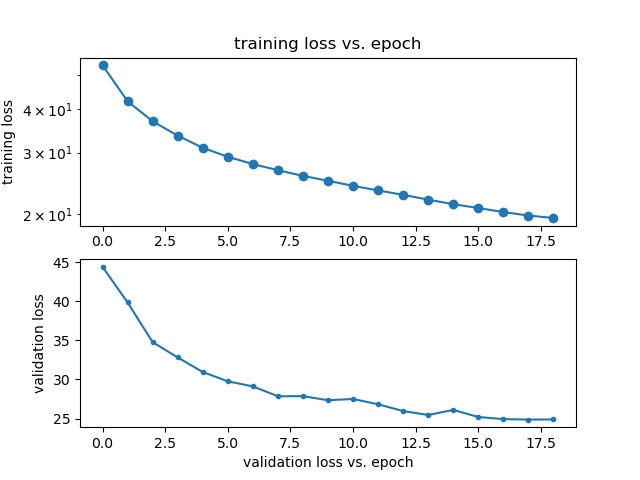 training loss vs. epoch
training loss
4 × 10¹
3 × 10¹
2 × 10¹
0.0 2.5 5.0 7.5 10.0 12.5 15.0 17.5
validation loss
45
40
35
30
25
0.0 2.5 5.0 7.5 10.0 12.5 15.0 17.5
validation loss vs. epoch